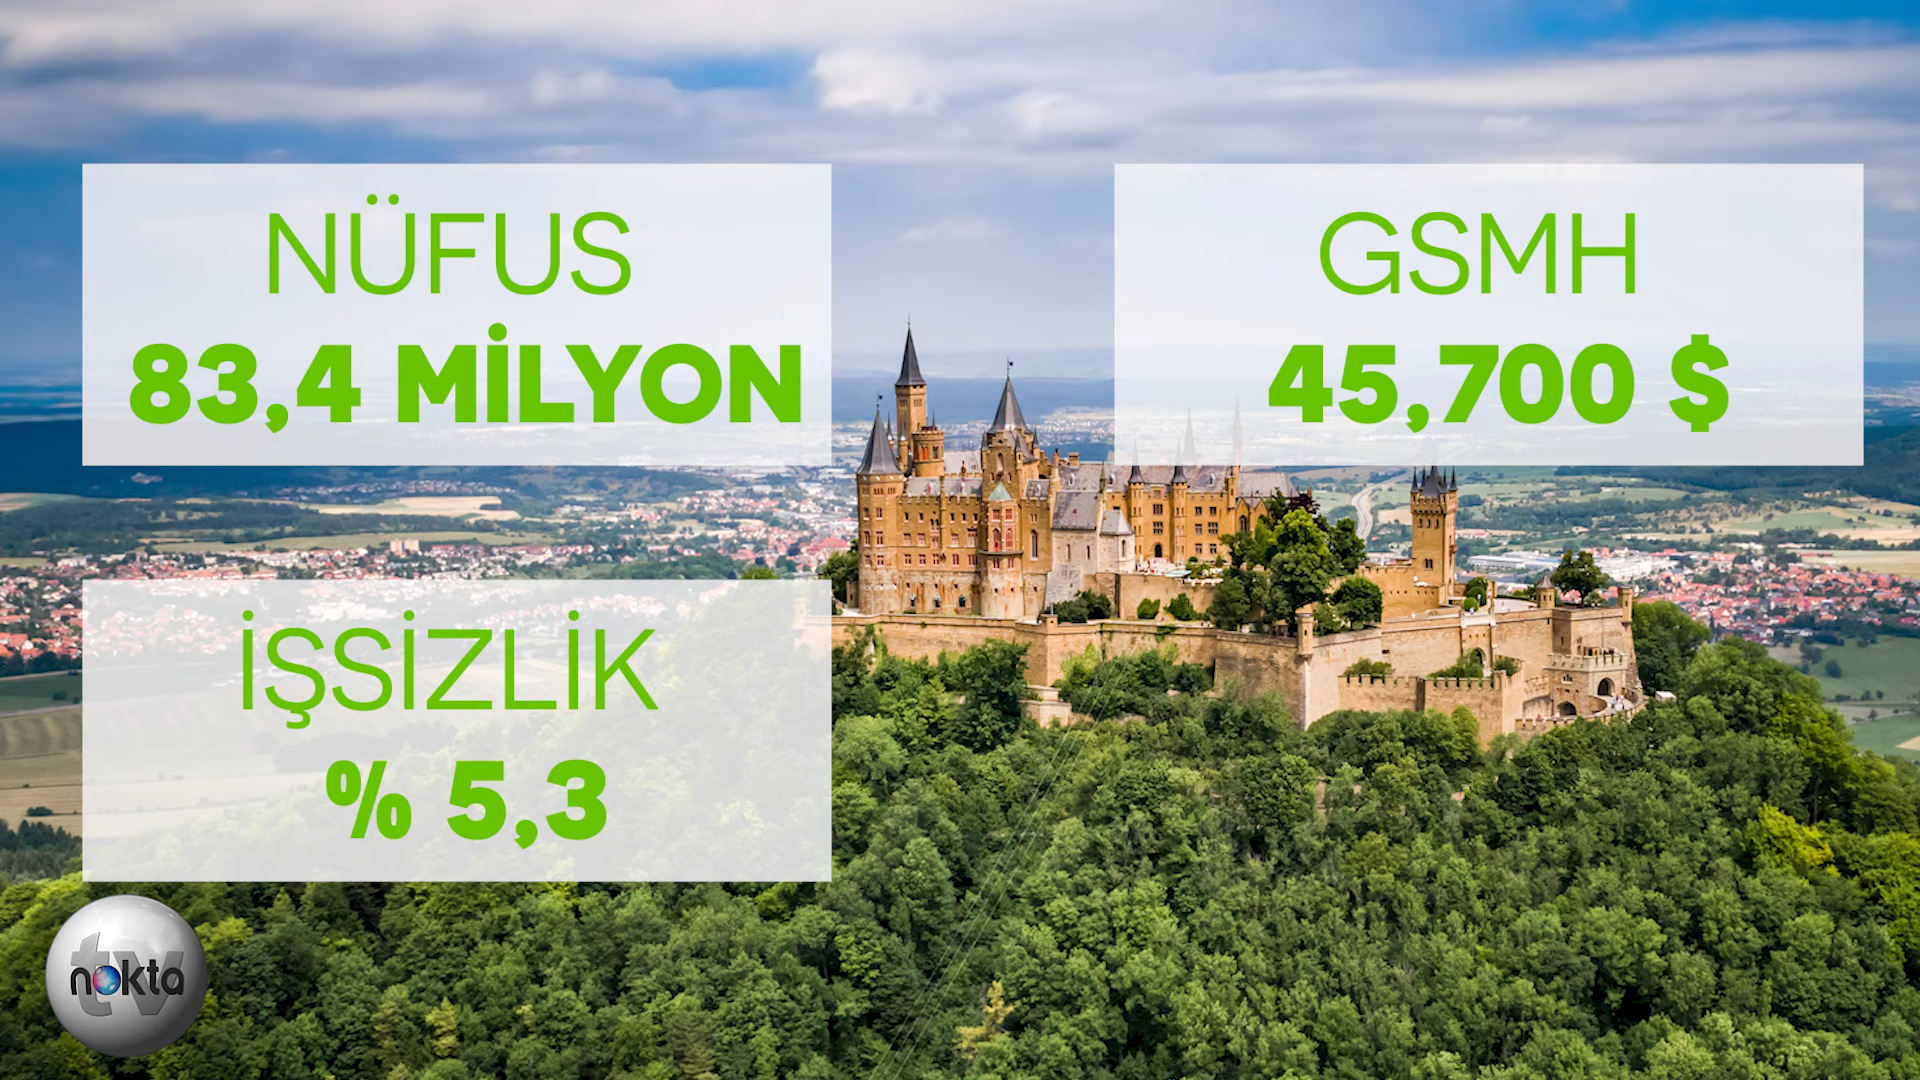 NÜFUS
83,4 MİLYON
GSMH
45,700 $
İŞSİZLİK
% 5,3
tv
nokta